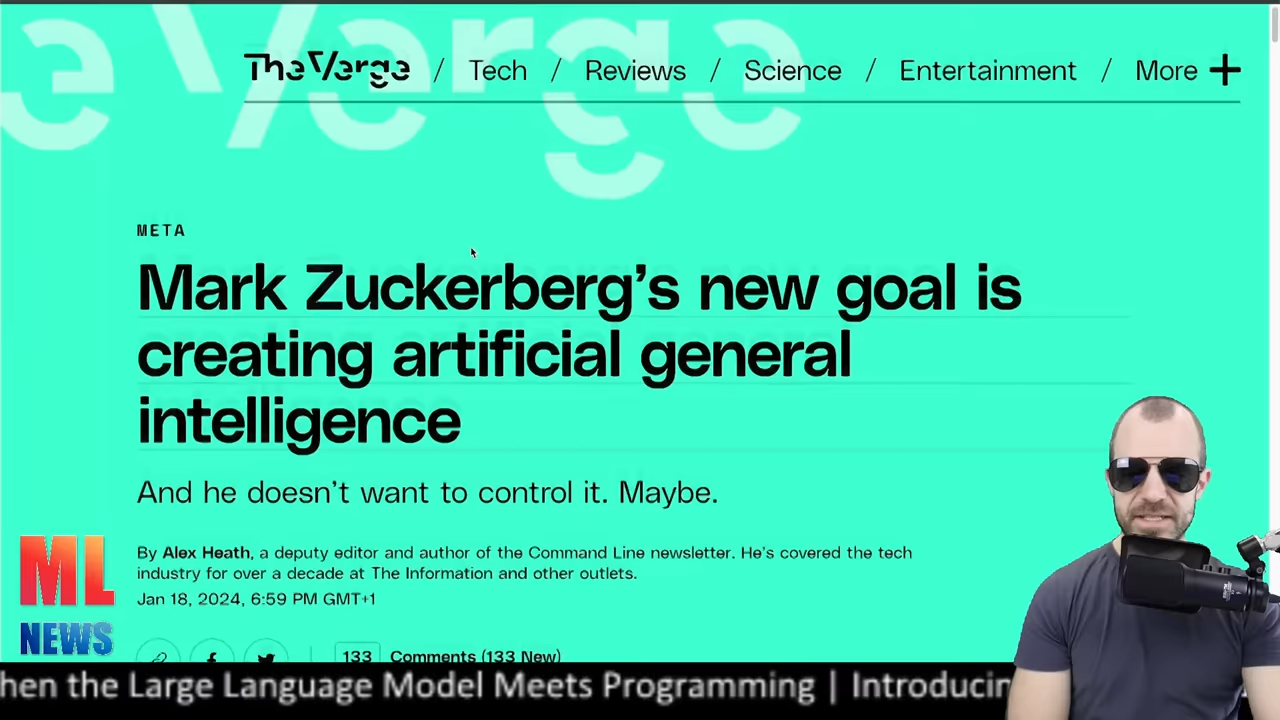 e Verge
The Verge / Tech / Reviews / Science / Entertainment / More
META
Mark Zuckerberg's new goal is
creating artificial general
intelligence
And he doesn't want to control it. Maybe.
By Alex Heath, a deputy editor and author of the Command Line newsletter. He's covered the tech
industry for over a decade at The Information and other outlets.
Jan 18, 2024, 6:59 PM GMT+1
133 Comments (133 New)
ML
NEWS
hen the Large Language Model Meets Programming | Introducin